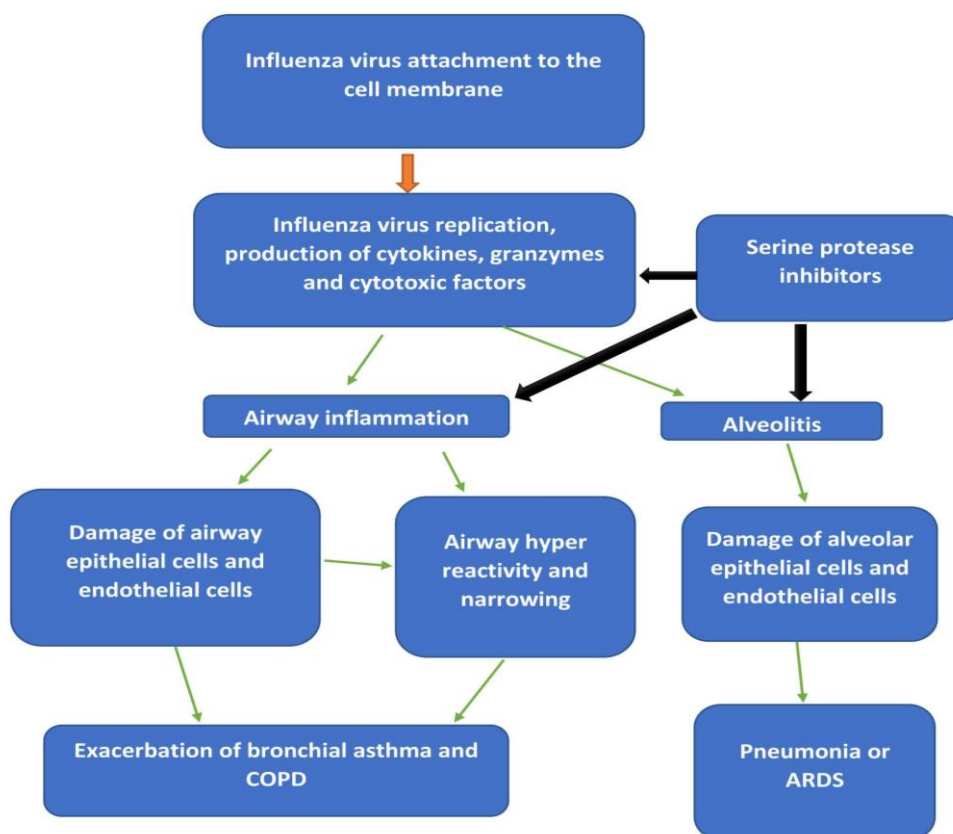 Influenza virus attachment to the
cell membrane
Influenza virus replication,
production of cytokines, granzymes
and cytotoxic factors
Serine protease
inhibitors
Airway inflammation
Alveolitis
Damage of airway
epithelial cells and
endothelial cells
Airway hyper
reactivity and
narrowing
Damage of alveolar
epithelial cells and
endothelial cells
Exacerbation of bronchial asthma and
COPD
Pneumonia or
ARDS